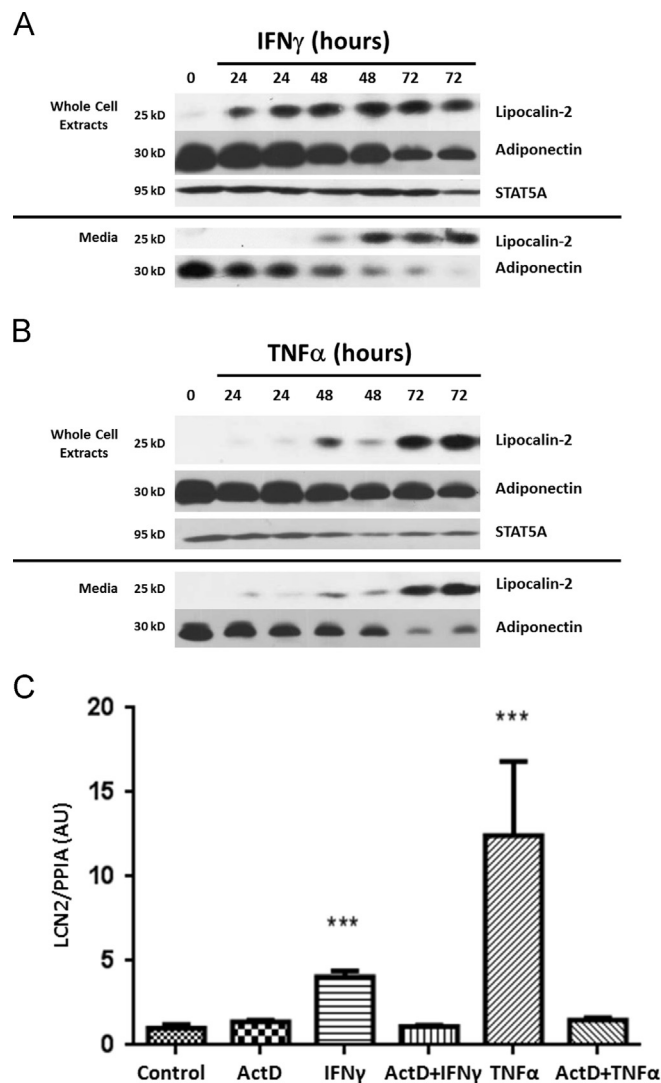 A
IFNγ (hours)
0 24 24 48 48 72 72
Whole Cell Extracts
25 kD Lipocalin-2
30 kD Adiponectin
95 kD STAT5A
Media 25 kD Lipocalin-2
30 kD Adiponectin
B
TNFα (hours)
0 24 24 48 48 72 72
Whole Cell Extracts
25 kD Lipocalin-2
30 kD Adiponectin
95 kD STAT5A
Media 25 kD Lipocalin-2
30 kD Adiponectin
C
LCN2/PPIA (AU)
20
15
10
5
0
***
***
Control ActD IFNγ ActD+IFNγ TNFα ActD+TNFα